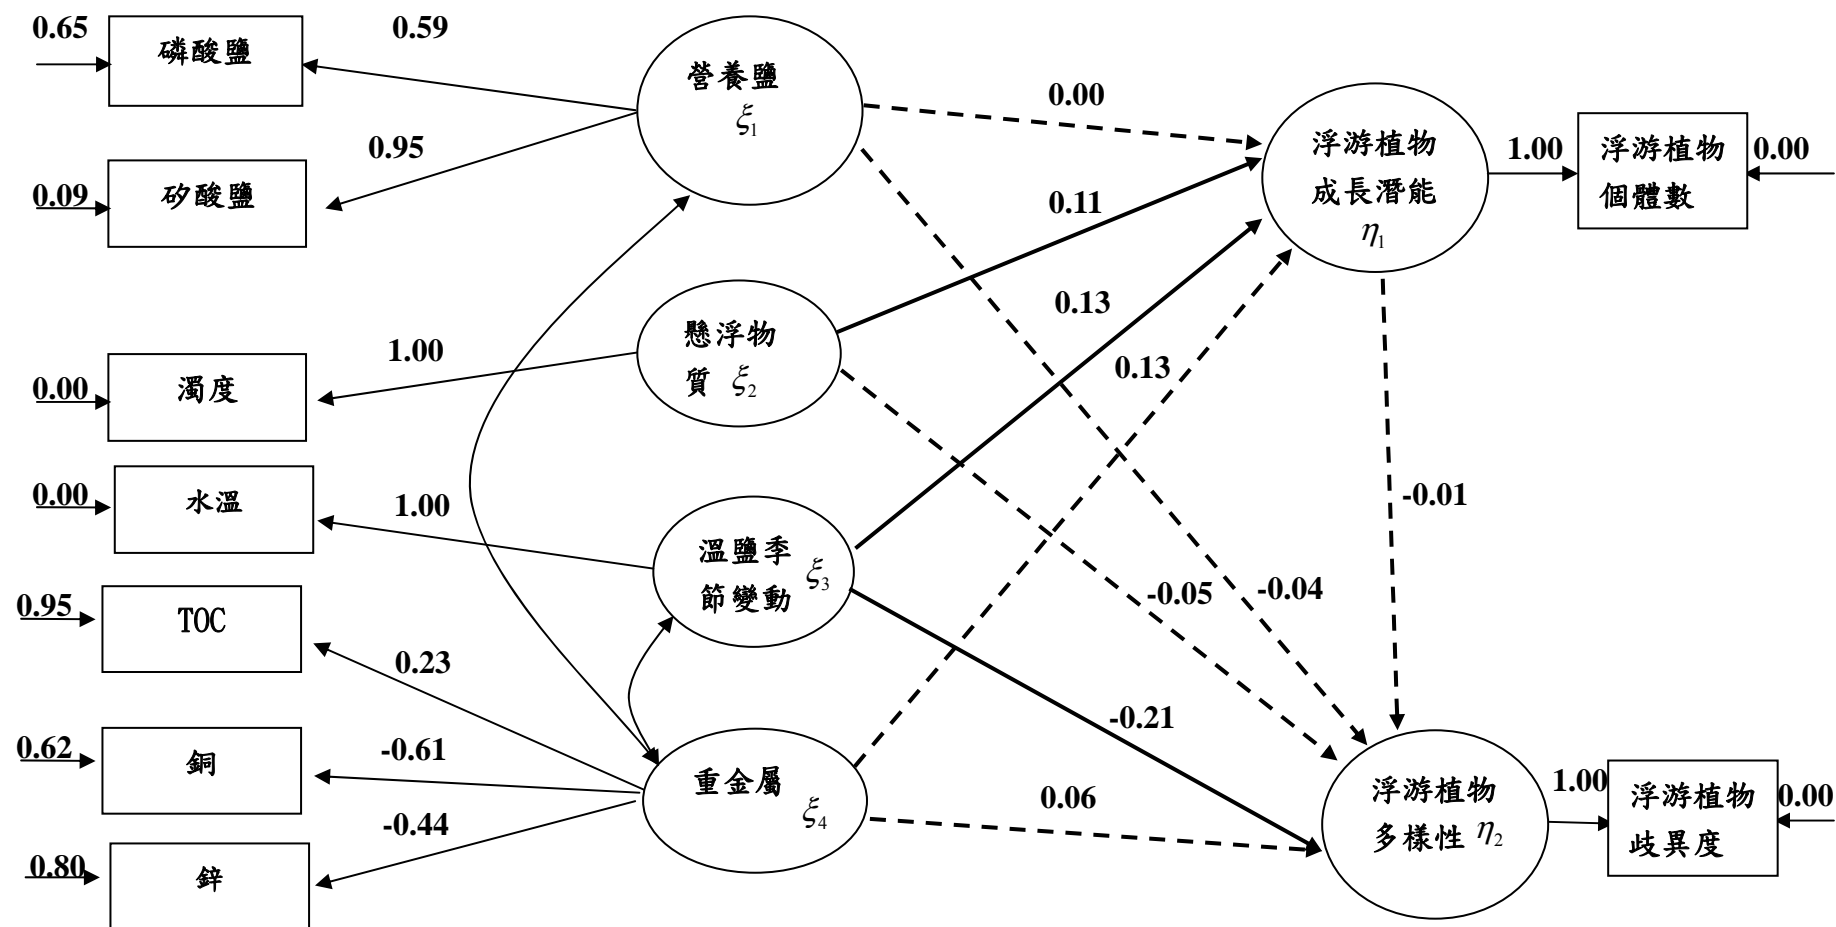 0.65
磷酸鹽
0.59
營養鹽
ξ1
0.00
浮游植物
成長潛能
η1
1.00
浮游植物
個體數
0.00
0.95
0.09
矽酸鹽
0.11
0.13
0.13
懸浮物
質 ξ2
1.00
0.00
濁度
0.00
水溫
1.00
溫鹽季
節變動 ξ3
-0.01
-0.05
-0.04
0.95
TOC
0.23
-0.21
0.62
銅
-0.61
重金屬
ξ4
0.06
浮游植物
多樣性 η2
1.00
浮游植物
歧異度
0.00
-0.44
0.80
鋅